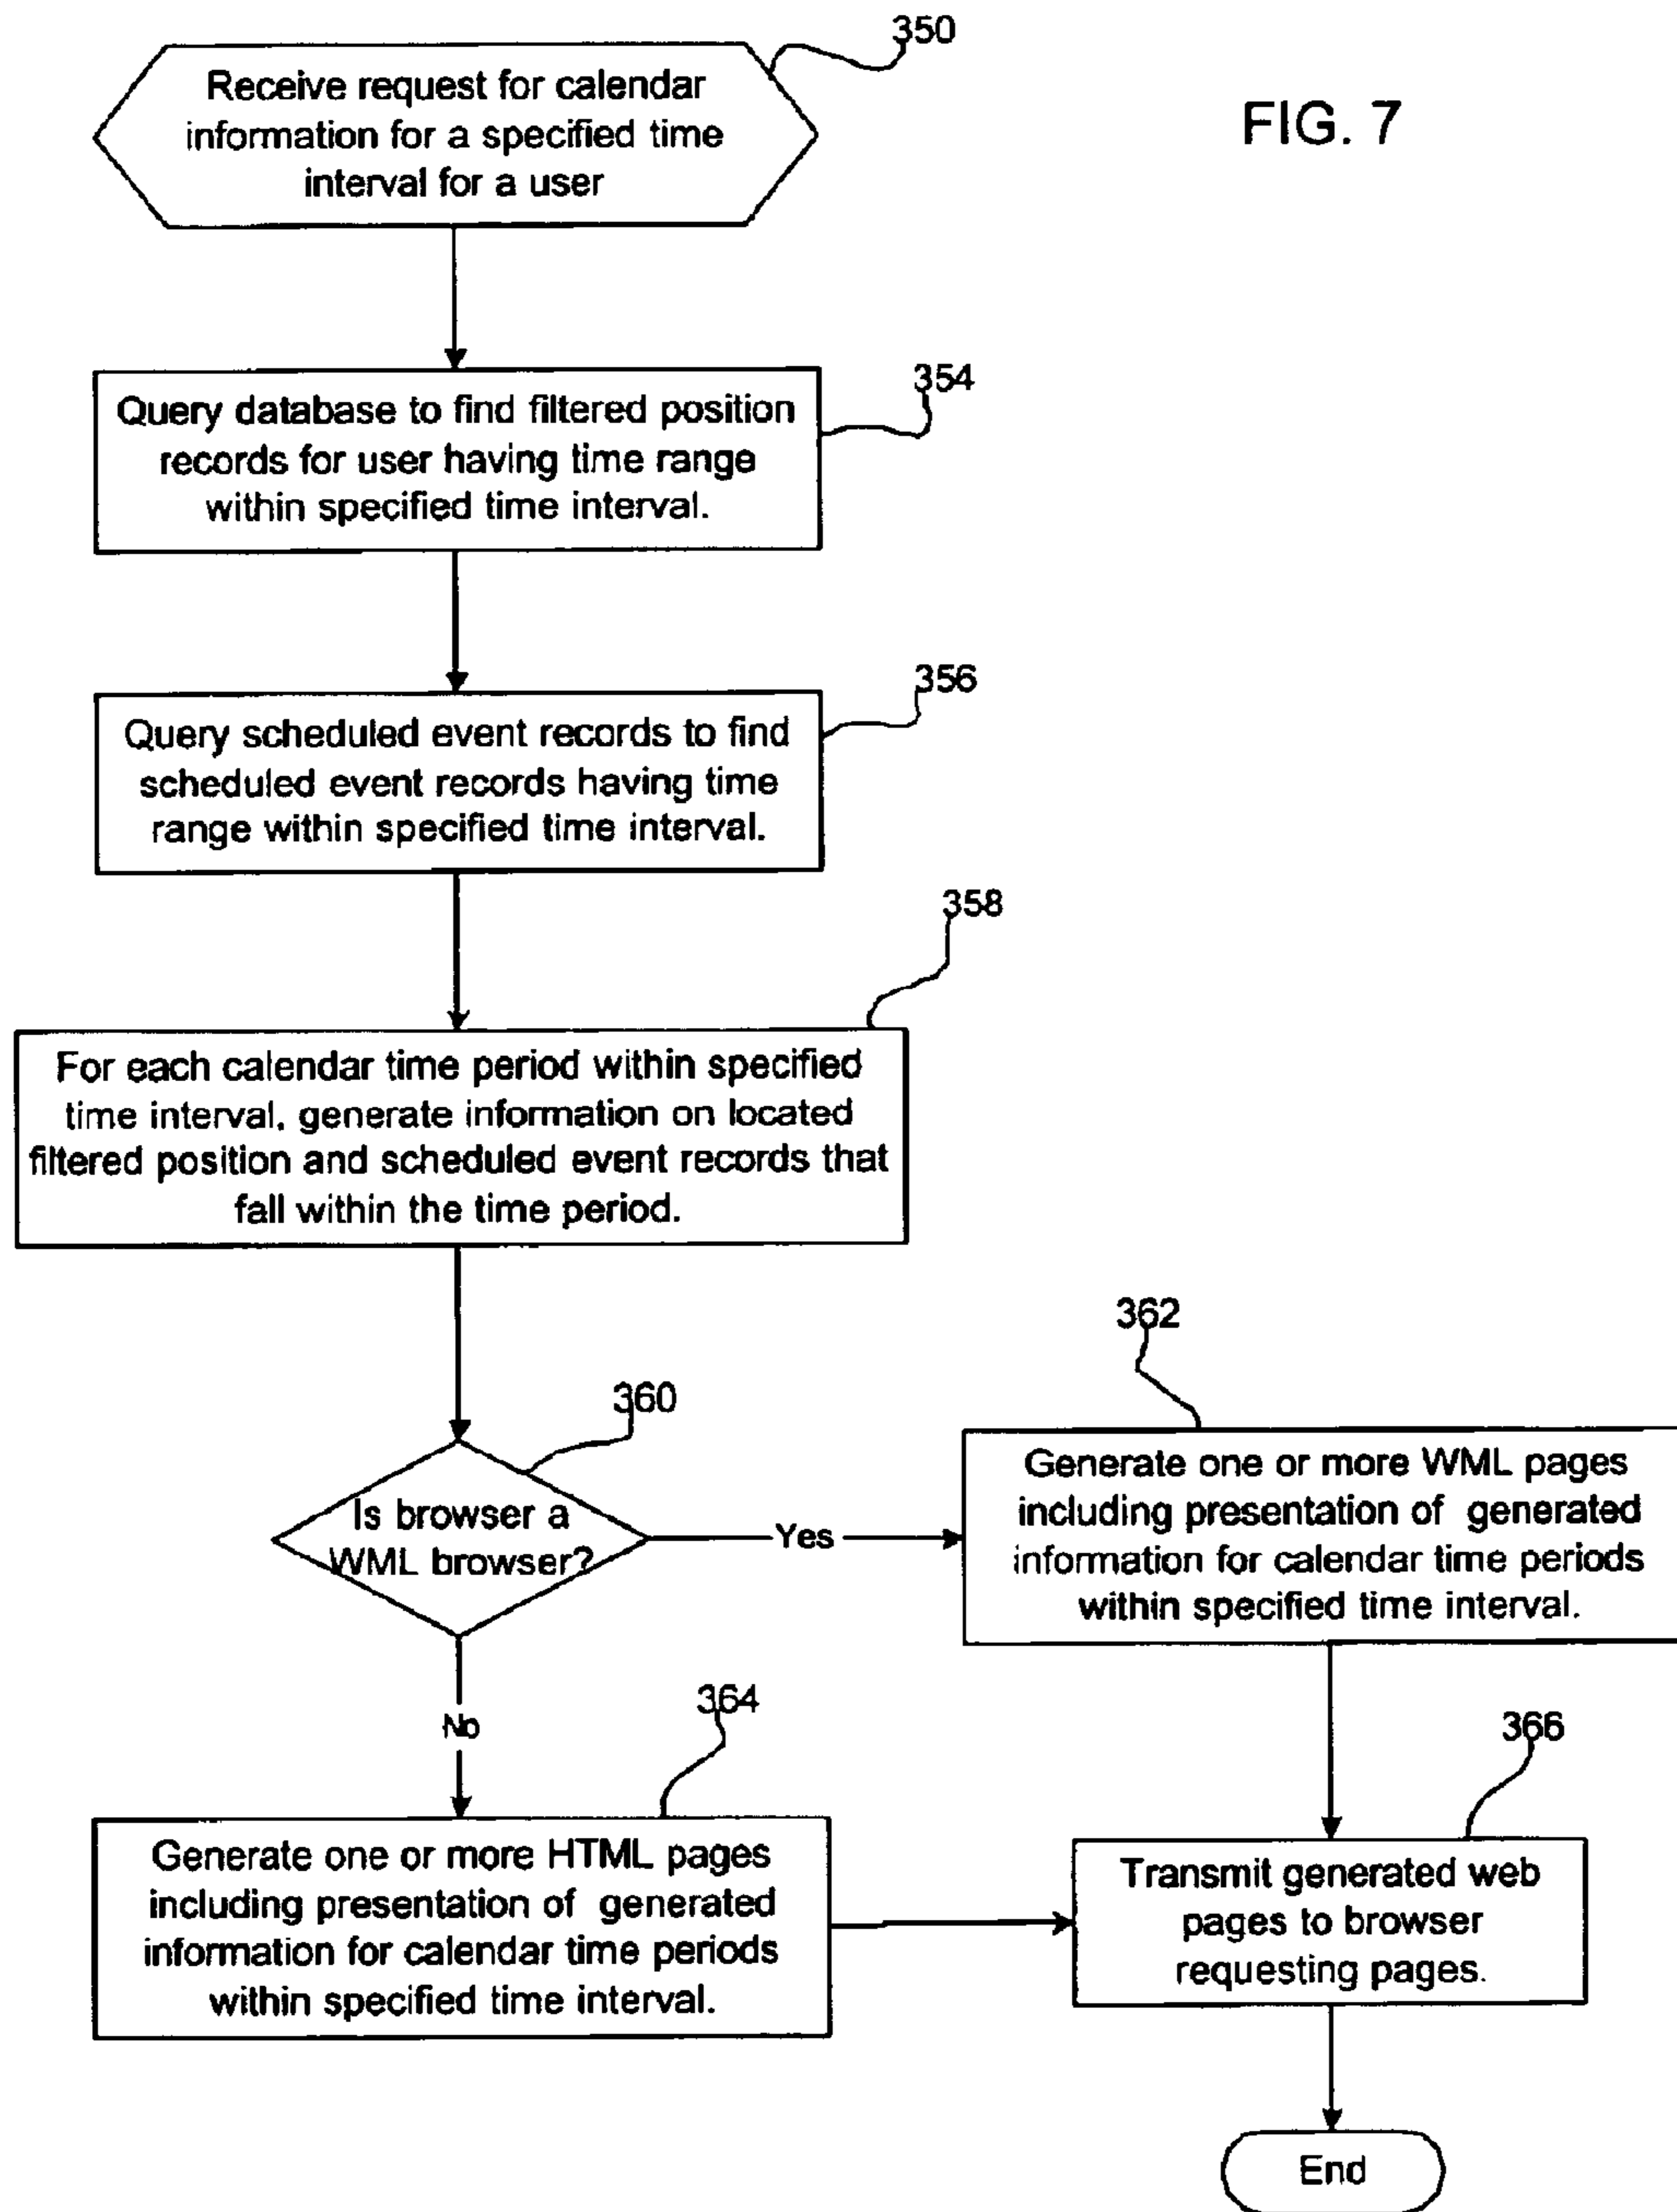 350
Receive request for calendar
information for a specified time
interval for a user
FIG. 7
354
Query database to find filtered position
records for user having time range
within specified time interval.
356
Query scheduled event records to find
scheduled event records having time
range within specified time interval.
358
For each calendar time period within specified
time interval, generate information on located
filtered position and scheduled event records that
fall within the time period.
360
Is browser a
WML browser?
Yes
No
362
Generate one or more WML pages
including presentation of generated
information for calendar time periods
within specified time interval.
364
Generate one or more HTML pages
including presentation of generated
information for calendar time periods
within specified time interval.
366
Transmit generated web
pages to browser
requesting pages.
End